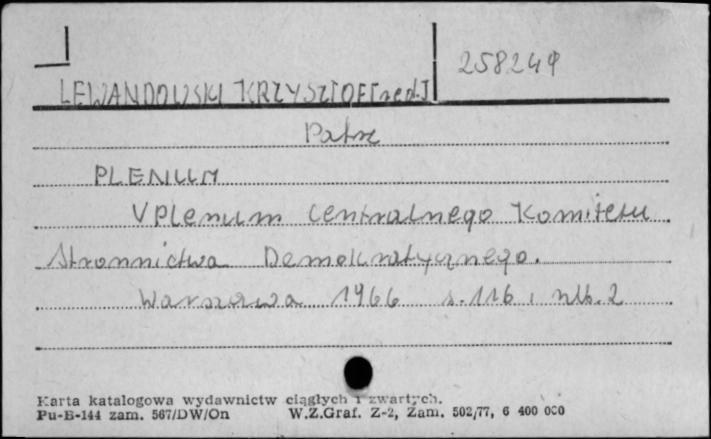 258249
LEWANDOWSKI KRZYSZTOF [red.]
Patrz
PLENUM
V Plenum Centralnego Komitetu
Stronnictwa Demokratycznego.
Warszawa 1966 s. 116, nlb. 2
Karta katalogowa wydawnictw ciągłych i zwartych.
Pu-B-144 zam. 567/DW/On W.Z.Graf. Z-2, Zam. 502/77, 6 400 000